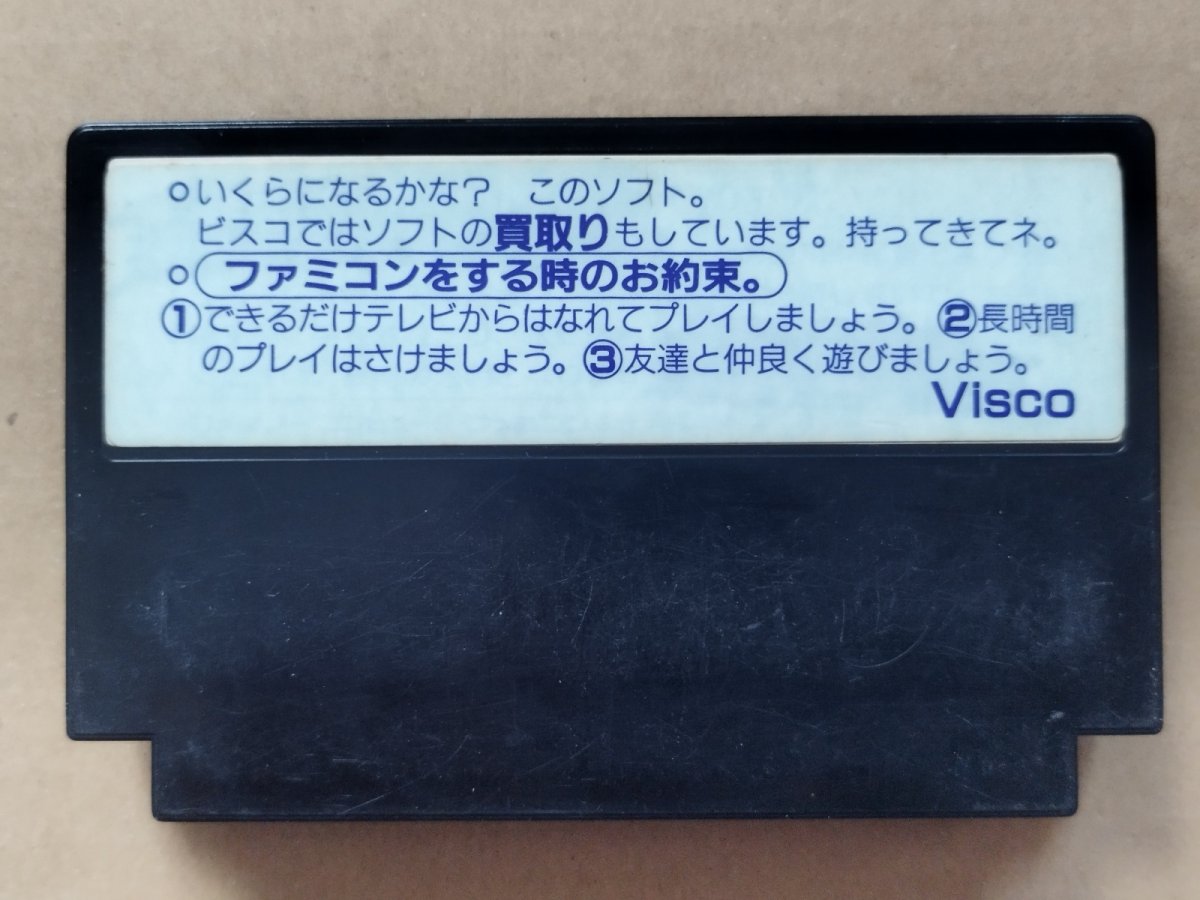 ○いくらになるかな？　このソフト。
ビスコではソフトの買取りもしています。持ってきてネ。
○ファミコンをする時のお約束。
①できるだけテレビからはなれてプレイしましょう。②長時間
のプレイはさけましょう。③友達と仲良く遊びましょう。
Visco